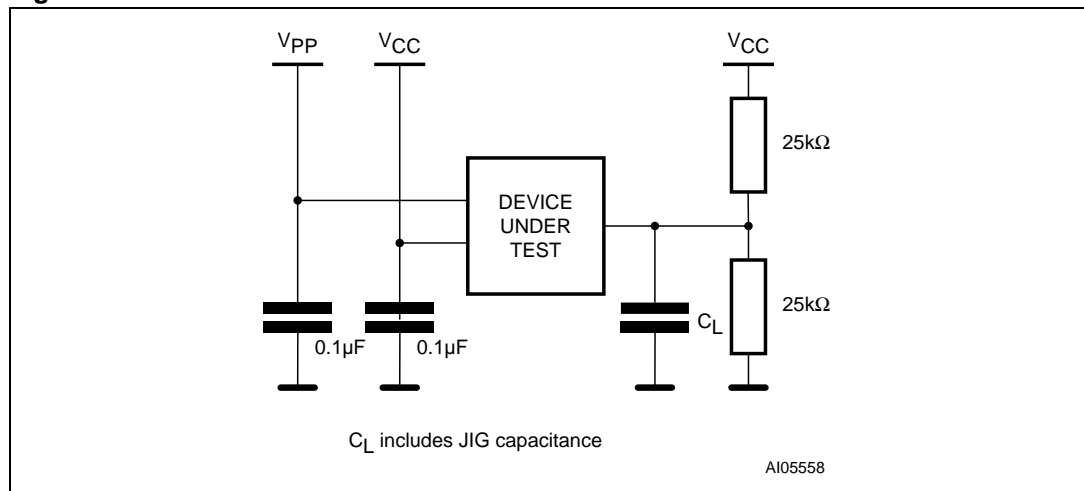 VPP
VCC
VCC
25kΩ
DEVICE
UNDER
TEST
25kΩ
CL
0.1µF
0.1µF
CL includes JIG capacitance
AI05558